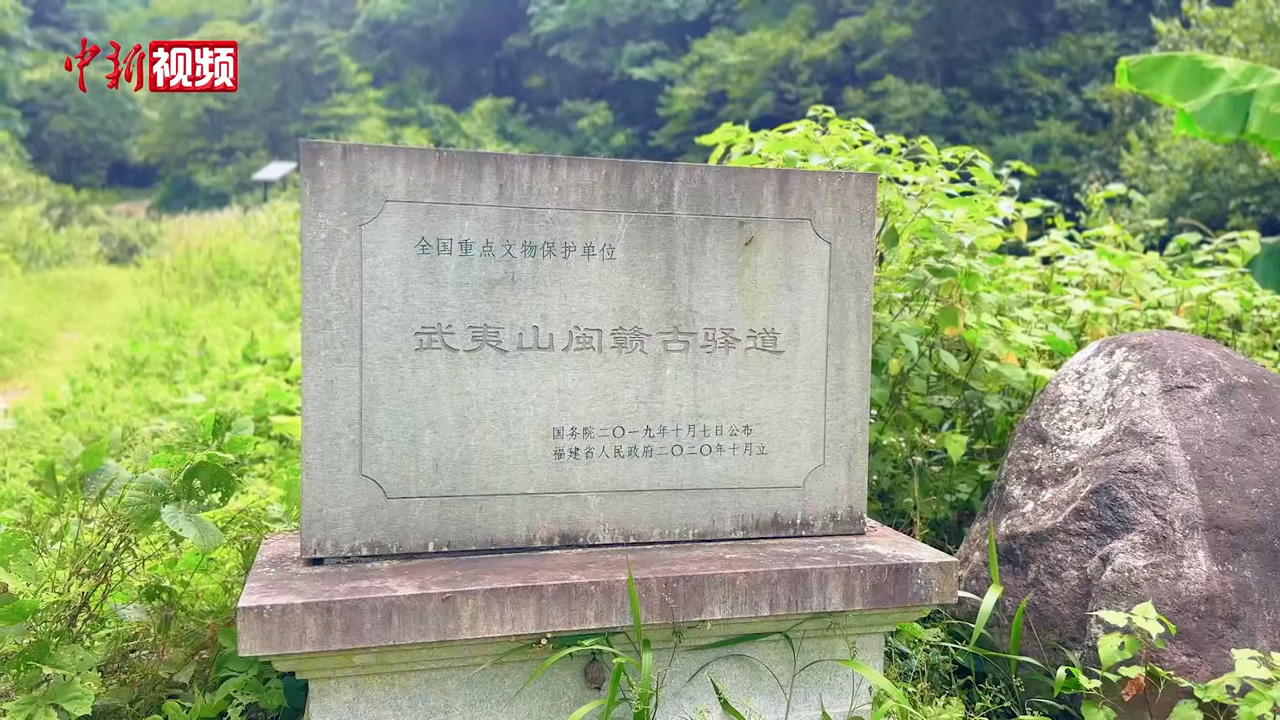 中新视频
全国重点文物保护单位
武夷山闽赣古驿道
国务院二〇一九年十月七日公布
福建省人民政府二〇二〇年十月立